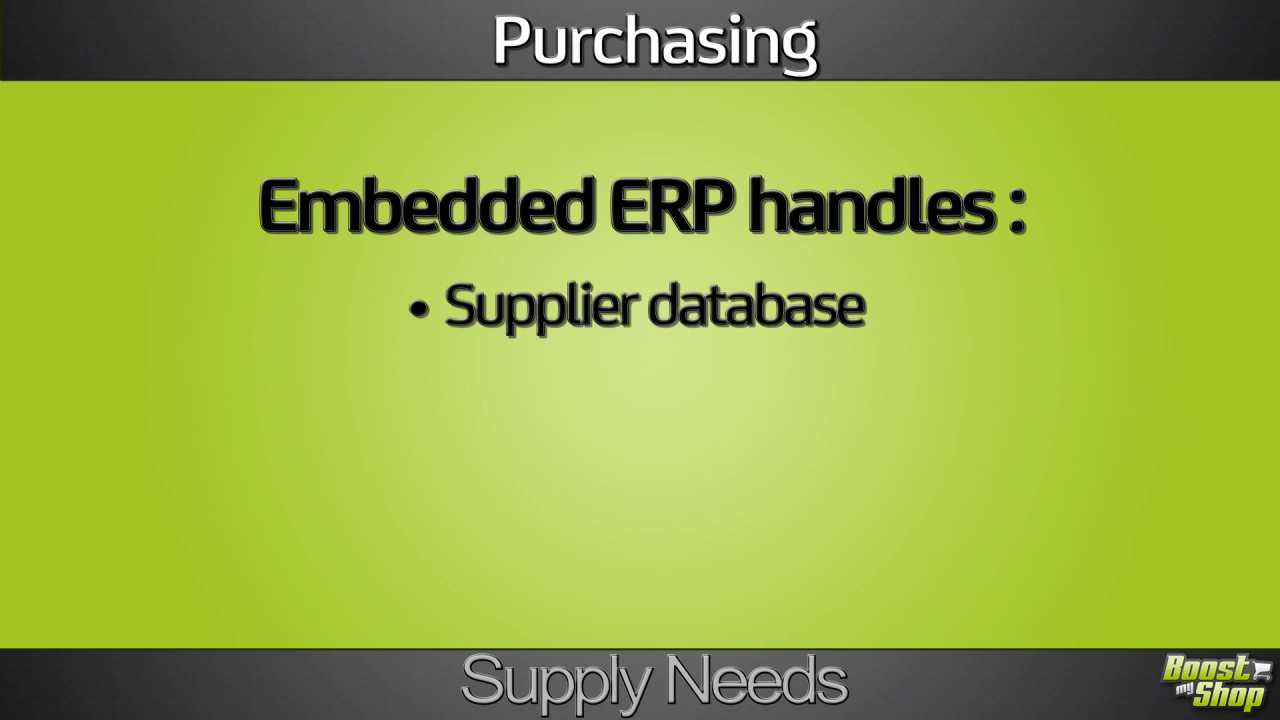 Purchasing
Embedded ERP handles :
• Supplier database
Supply Needs
Boost
my Shop